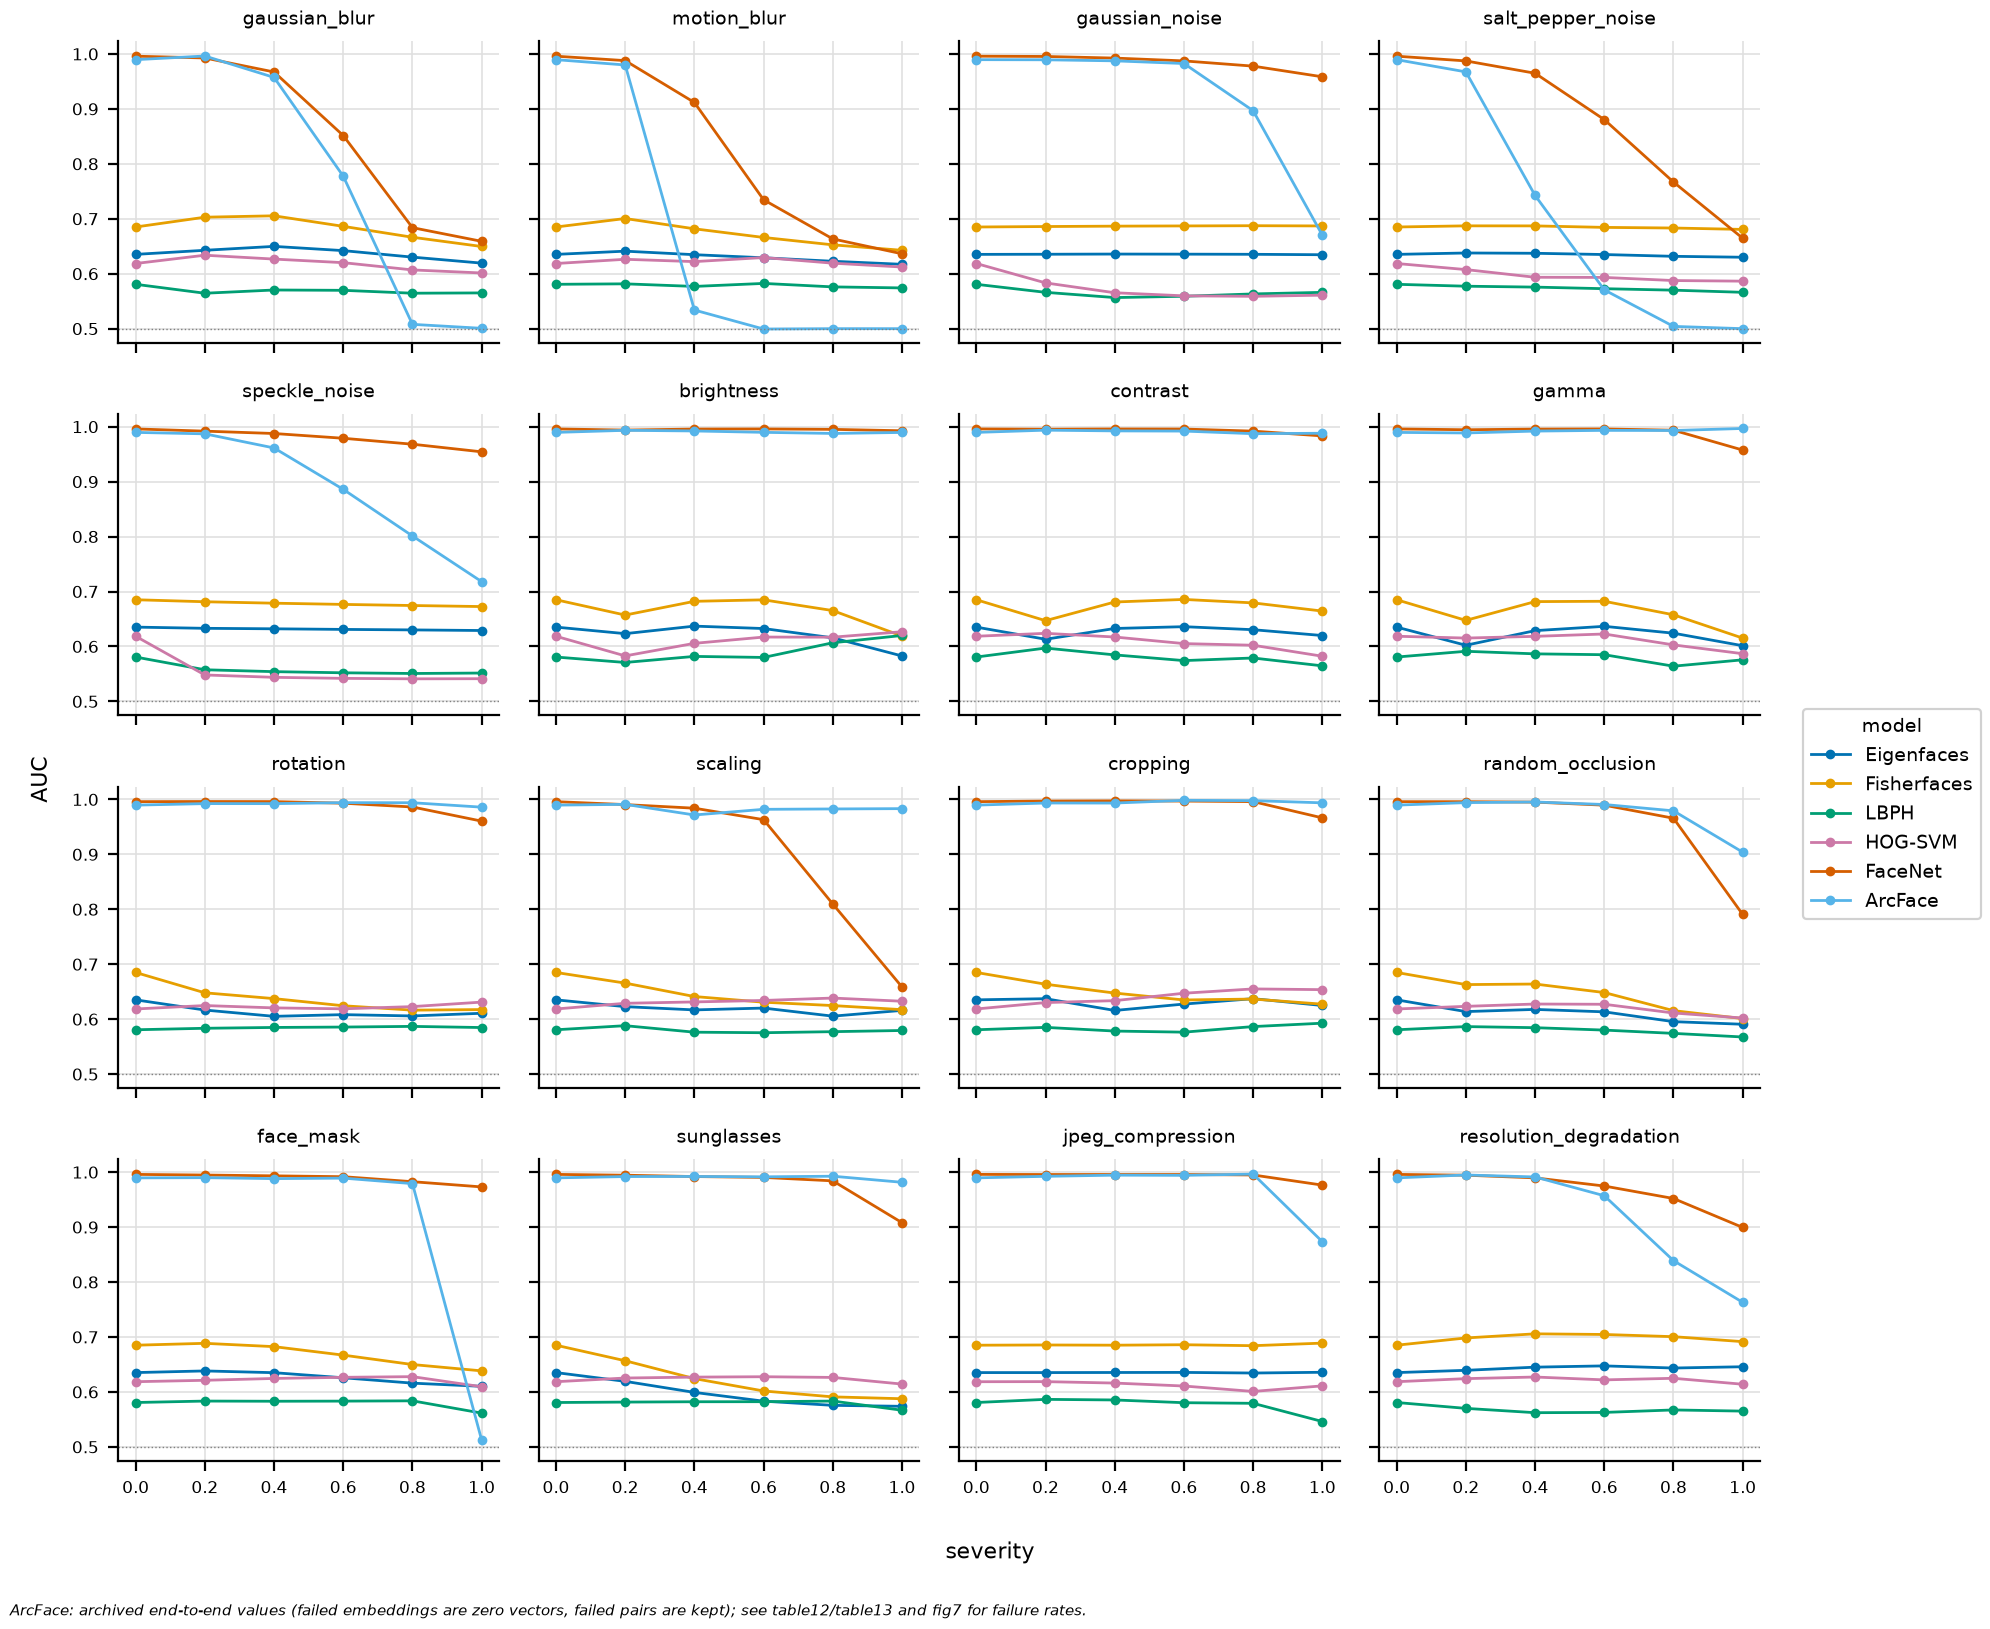 gaussian_blur motion_blur gaussian_noise salt_pepper_noise
1.0
0.9
0.8
0.7
0.6
0.5
speckle_noise brightness contrast gamma
1.0
0.9
0.8
0.7
0.6
0.5
rotation scaling cropping random_occlusion
1.0
0.9
0.8
0.7
0.6
0.5
face_mask sunglasses jpeg_compression resolution_degradation
1.0
0.9
0.8
0.7
0.6
0.5
0.0 0.2 0.4 0.6 0.8 1.0 0.0 0.2 0.4 0.6 0.8 1.0 0.0 0.2 0.4 0.6 0.8 1.0 0.0 0.2 0.4 0.6 0.8 1.0
AUC
severity
model
Eigenfaces
Fisherfaces
LBPH
HOG-SVM
FaceNet
ArcFace
ArcFace: archived end-to-end values (failed embeddings are zero vectors, failed pairs are kept); see table12/table13 and fig7 for failure rates.